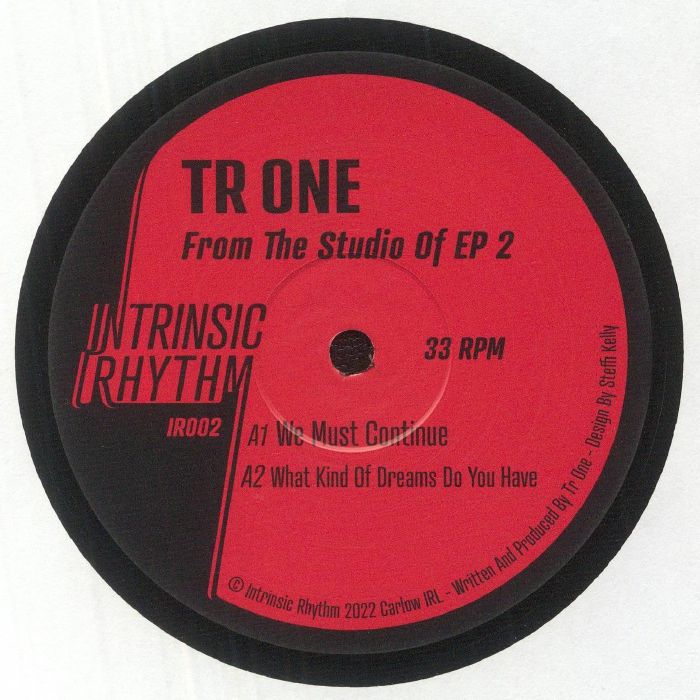 TR ONE
From The Studio Of EP 2
INTRINSIC
RHYTHM
33 RPM
IR002
A1 We Must Continue
A2 What Kind Of Dreams Do You Have
© Intrinsic Rhythm 2022 Carlow IRL - Written And Produced By Tr One - Design By Steffi Kelly